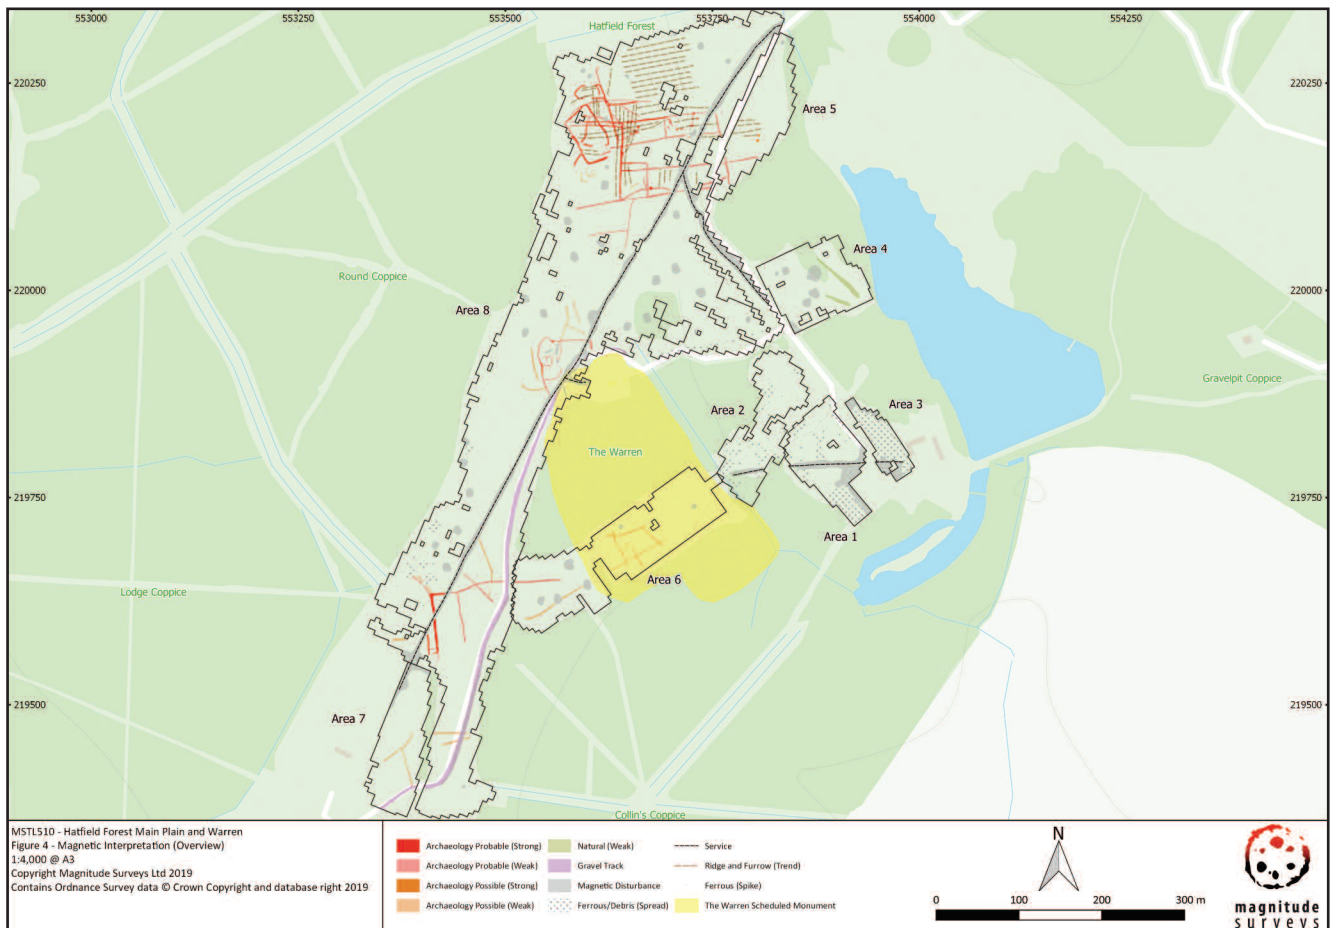 553000 553250 553500 553750 554000 554250
Hatfield Forest
220250 220250
Area 5
Area 4
Round Coppice
220000 220000
Area 8
Gravelpit Coppice
Area 2 Area 3
The Warren
219750 219750
Area 1
Area 6
Lodge Coppice
219500 219500
Area 7
Collin's Coppice
MSTL510 - Hatfield Forest Main Plain and Warren
Figure 4 - Magnetic Interpretation (Overview)
1:4,000 @ A3
Copyright Magnitude Surveys Ltd 2019
Contains Ordnance Survey data © Crown Copyright and database right 2019
Archaeology Probable (Strong)
Archaeology Probable (Weak)
Archaeology Possible (Strong)
Archaeology Possible (Weak)
Natural (Weak)
Gravel Track
Magnetic Disturbance
Ferrous/Debris (Spread)
Service
Ridge and Furrow (Trend)
Ferrous (Spike)
The Warren Scheduled Monument
N
0 100 200 300 m
magnitude
surveys